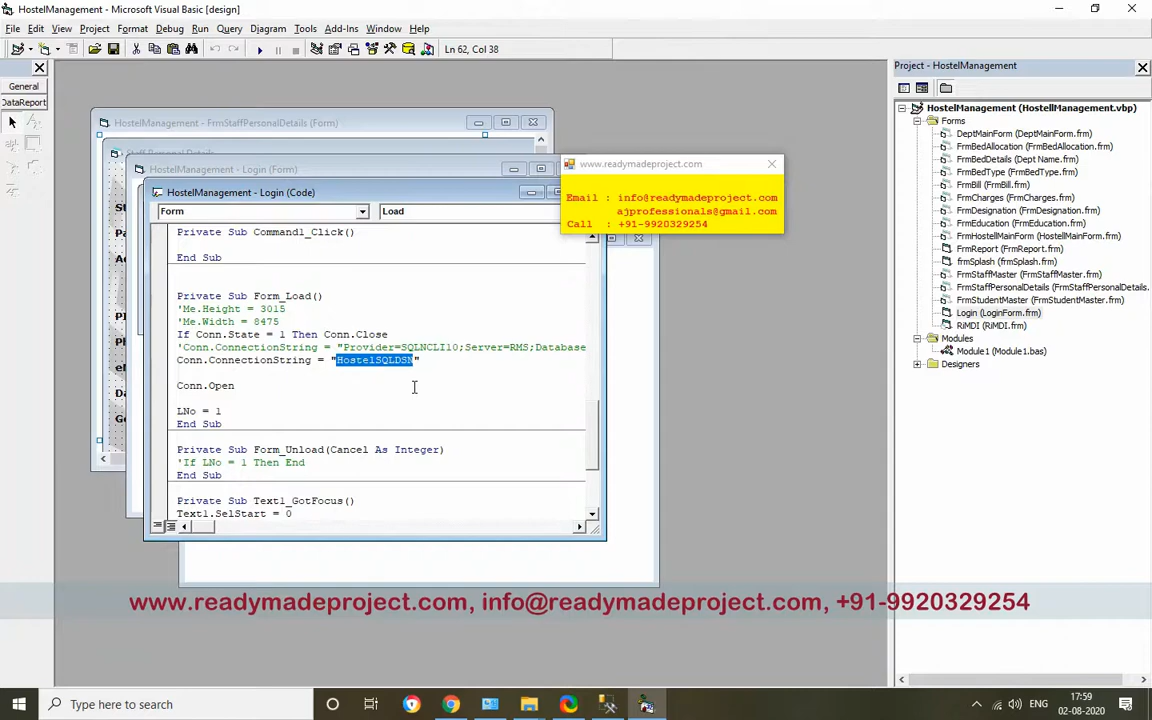 HostelManagement - Microsoft Visual Basic [design]
File Edit View Project Format Debug Run Query Diagram Tools Add-Ins Window Help
Ln 62, Col 38
General
DataReport
HostelManagement - FrmStaffPersonalDetails (Form)
Staff Personal Details
HostelManagement - Login (Form)
HostelManagement - Login (Code)
Form
Load
Private Sub Command1_Click()
End Sub
Private Sub Form_Load()
'Me.Height = 3015
'Me.Width = 8475
If Conn.State = 1 Then Conn.Close
'Conn.ConnectionString = "Provider=SQLNCLI10;Server=RMS;Database
Conn.ConnectionString = "HostelSQLDSN"
Conn.Open
LNo = 1
End Sub
Private Sub Form_Unload(Cancel As Integer)
'If LNo = 1 Then End
End Sub
Private Sub Text1_GotFocus()
Text1.SelStart = 0
www.readymadeproject.com
Email : info@readymadeproject.com
ajprofessionals@gmail.com
Call : +91-9920329254
Project - HostelManagement
HostelManagement (HostellManagement.vbp)
Forms
DeptMainForm (DeptMainForm.frm)
FrmBedAllocation (FrmBedAllocation.frm)
FrmBedDetails (Dept Name.frm)
FrmBedType (FrmBedType.frm)
FrmBill (FrmBill.frm)
FrmCharges (FrmCharges.frm)
FrmDesignation (FrmDesignation.frm)
FrmEducation (FrmEducation.frm)
FrmHostelMainForm (FrmHostelMainForm.frm)
FrmReport (FrmReport.frm)
frmSplash (frmSplash.frm)
FrmStaffMaster (FrmStaffMaster.frm)
FrmStaffPersonalDetails (FrmStaffPersonalDetails.
FrmStudentMaster (FrmStudentMaster.frm)
Login (LoginForm.frm)
RiMDI (RiMDI.frm)
Modules
Module1 (Module1.bas)
Designers
www.readymadeproject.com, info@readymadeproject.com, +91-9920329254
Type here to search
ENG
17:59
02-08-2020